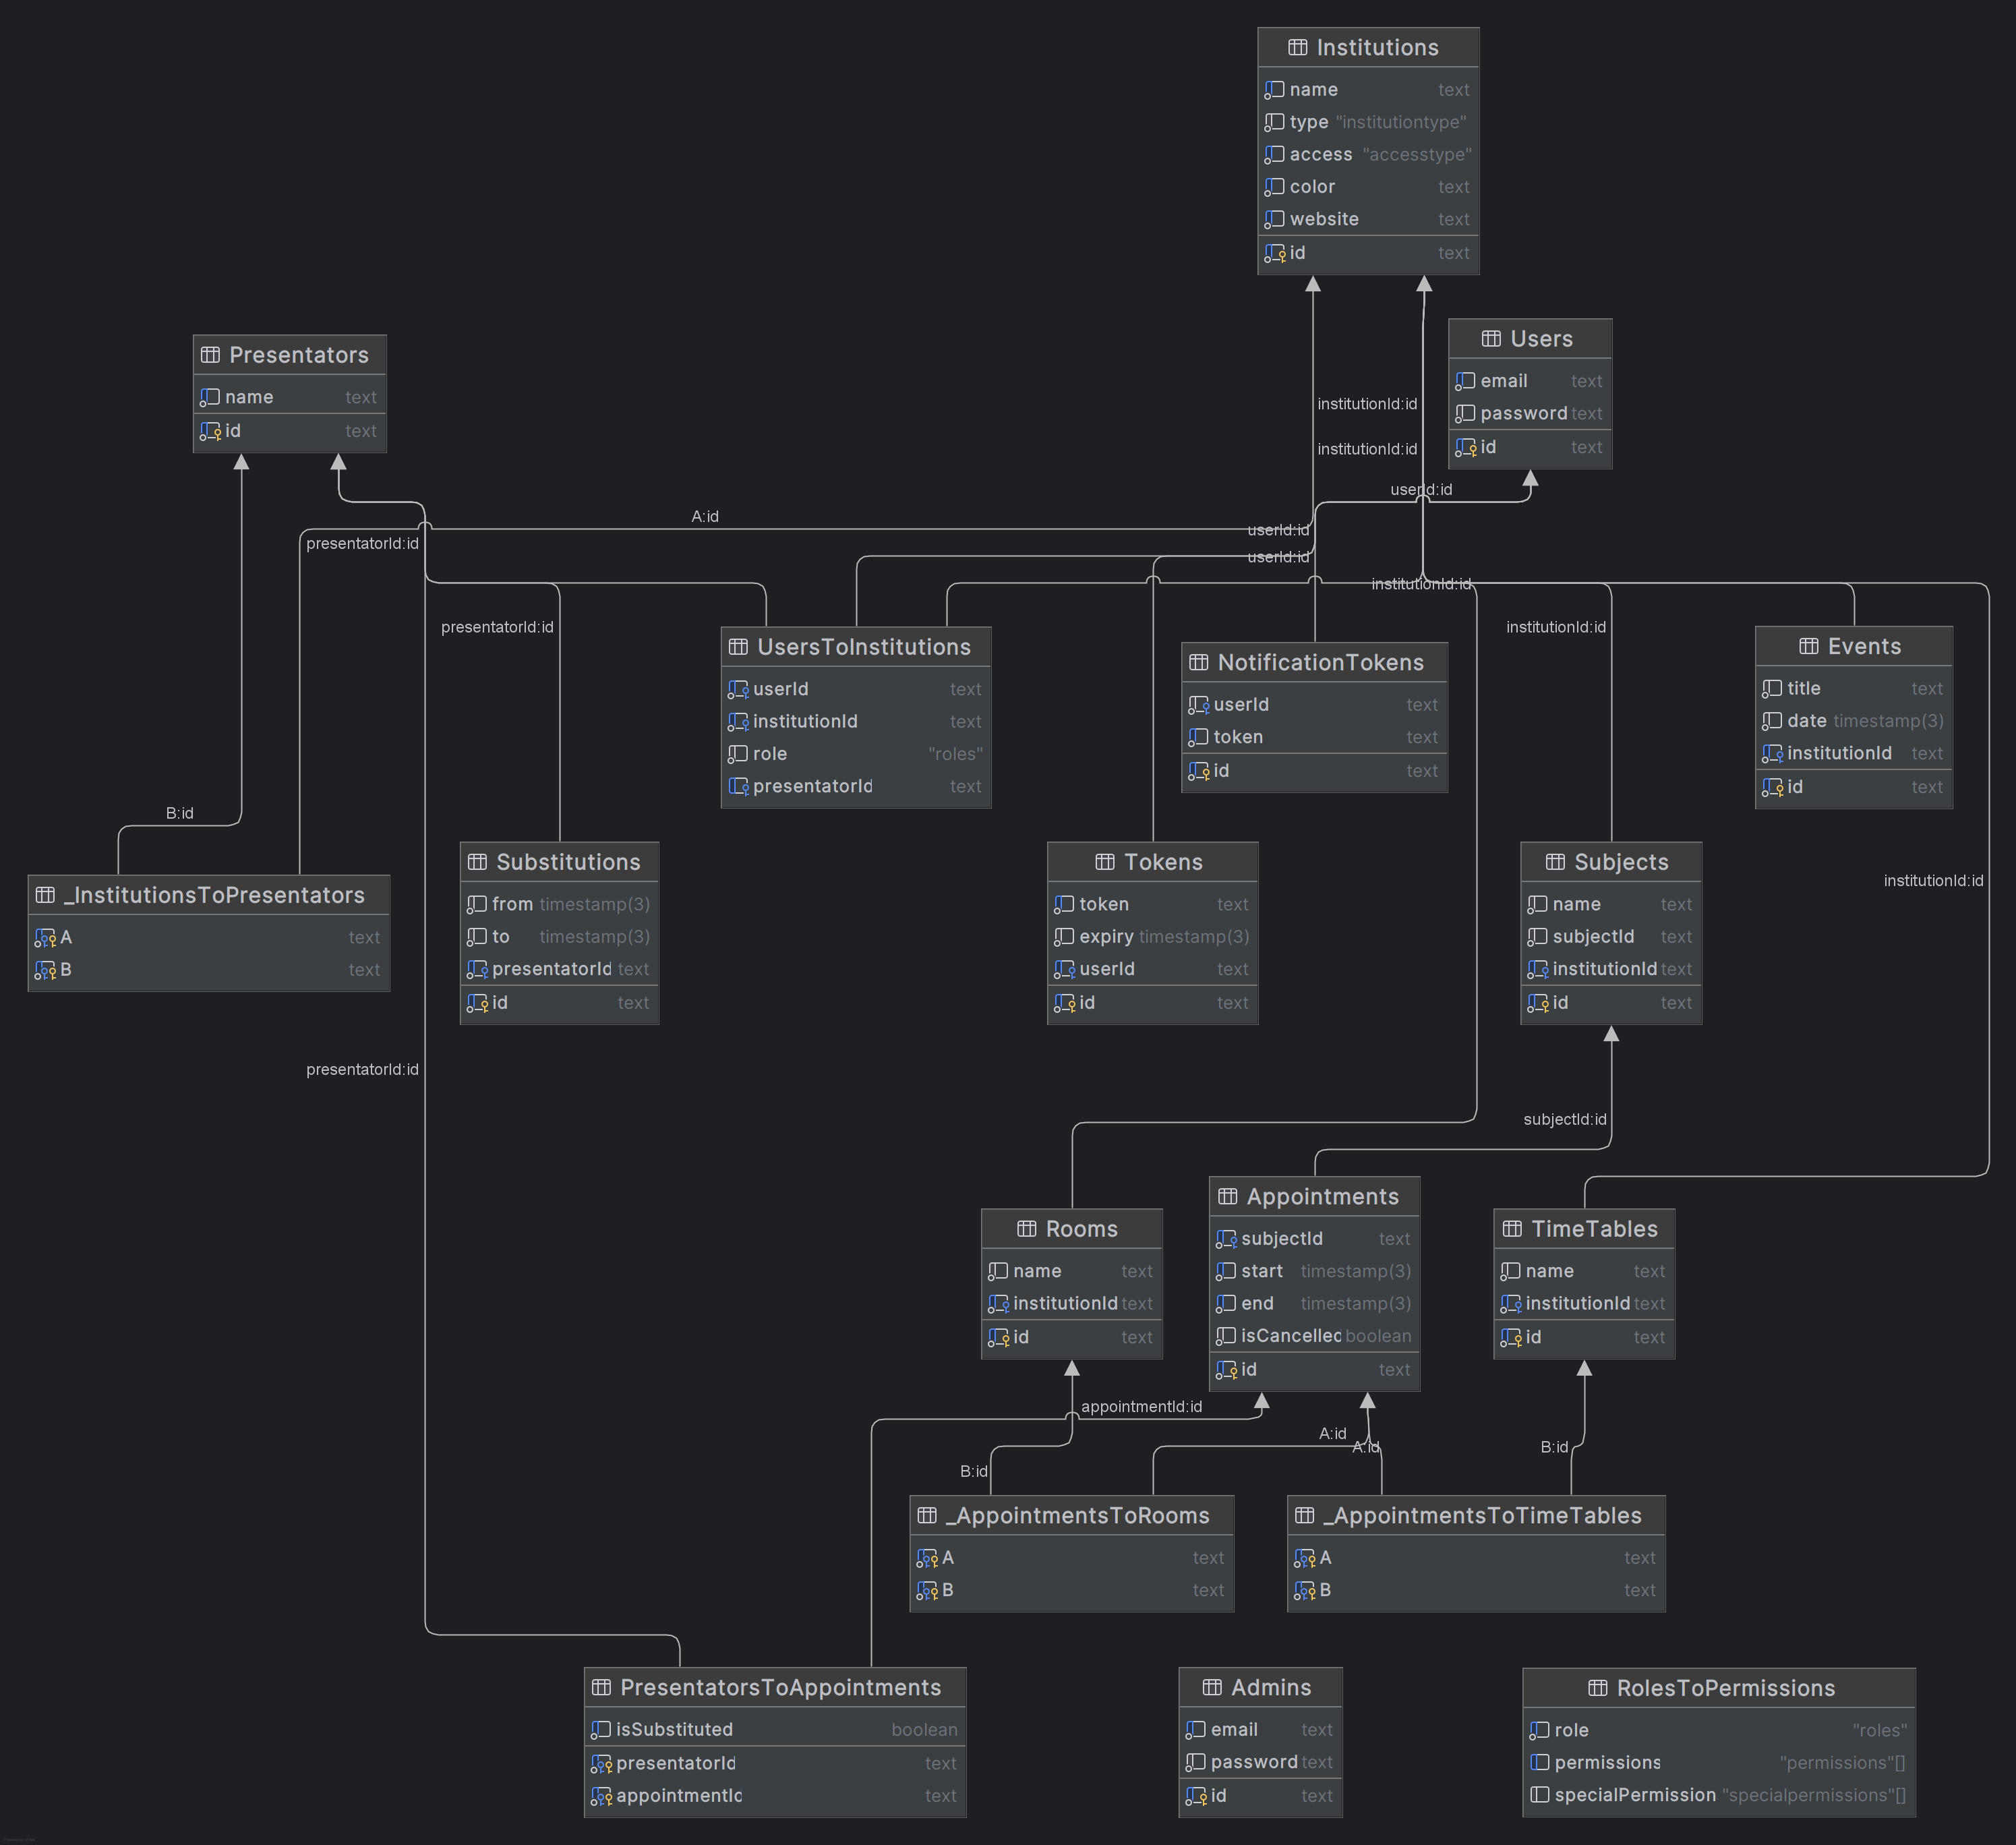 Institutions
name text
type "institutiontype"
access "accesstype"
color text
website text
id text
Users
email text
password text
id text
Presentators
name text
id text
institutionId:id
institutionId:id
userId:id
A:id
userId:id
presentatorId:id
userId:id
institutionId:id
presentatorId:id
institutionId:id
UsersToInstitutions
userId text
institutionId text
role "roles"
presentatorId text
NotificationTokens
userId text
token text
id text
Events
title text
date timestamp(3)
institutionId text
id text
B:id
institutionId:id
_InstitutionsToPresentators
A text
B text
Substitutions
from timestamp(3)
to timestamp(3)
presentatorId text
id text
Tokens
token text
expiry timestamp(3)
userId text
id text
Subjects
name text
subjectId text
institutionId text
id text
presentatorId:id
subjectId:id
Rooms
name text
institutionId text
id text
Appointments
subjectId text
start timestamp(3)
end timestamp(3)
isCancelled boolean
id text
TimeTables
name text
institutionId text
id text
appointmentId:id
A:id
A:id
B:id
B:id
_AppointmentsToRooms
A text
B text
_AppointmentsToTimeTables
A text
B text
PresentatorsToAppointments
isSubstituted boolean
presentatorId text
appointmentId text
Admins
email text
password text
id text
RolesToPermissions
role "roles"
permissions "permissions"[]
specialPermission "specialpermissions"[]